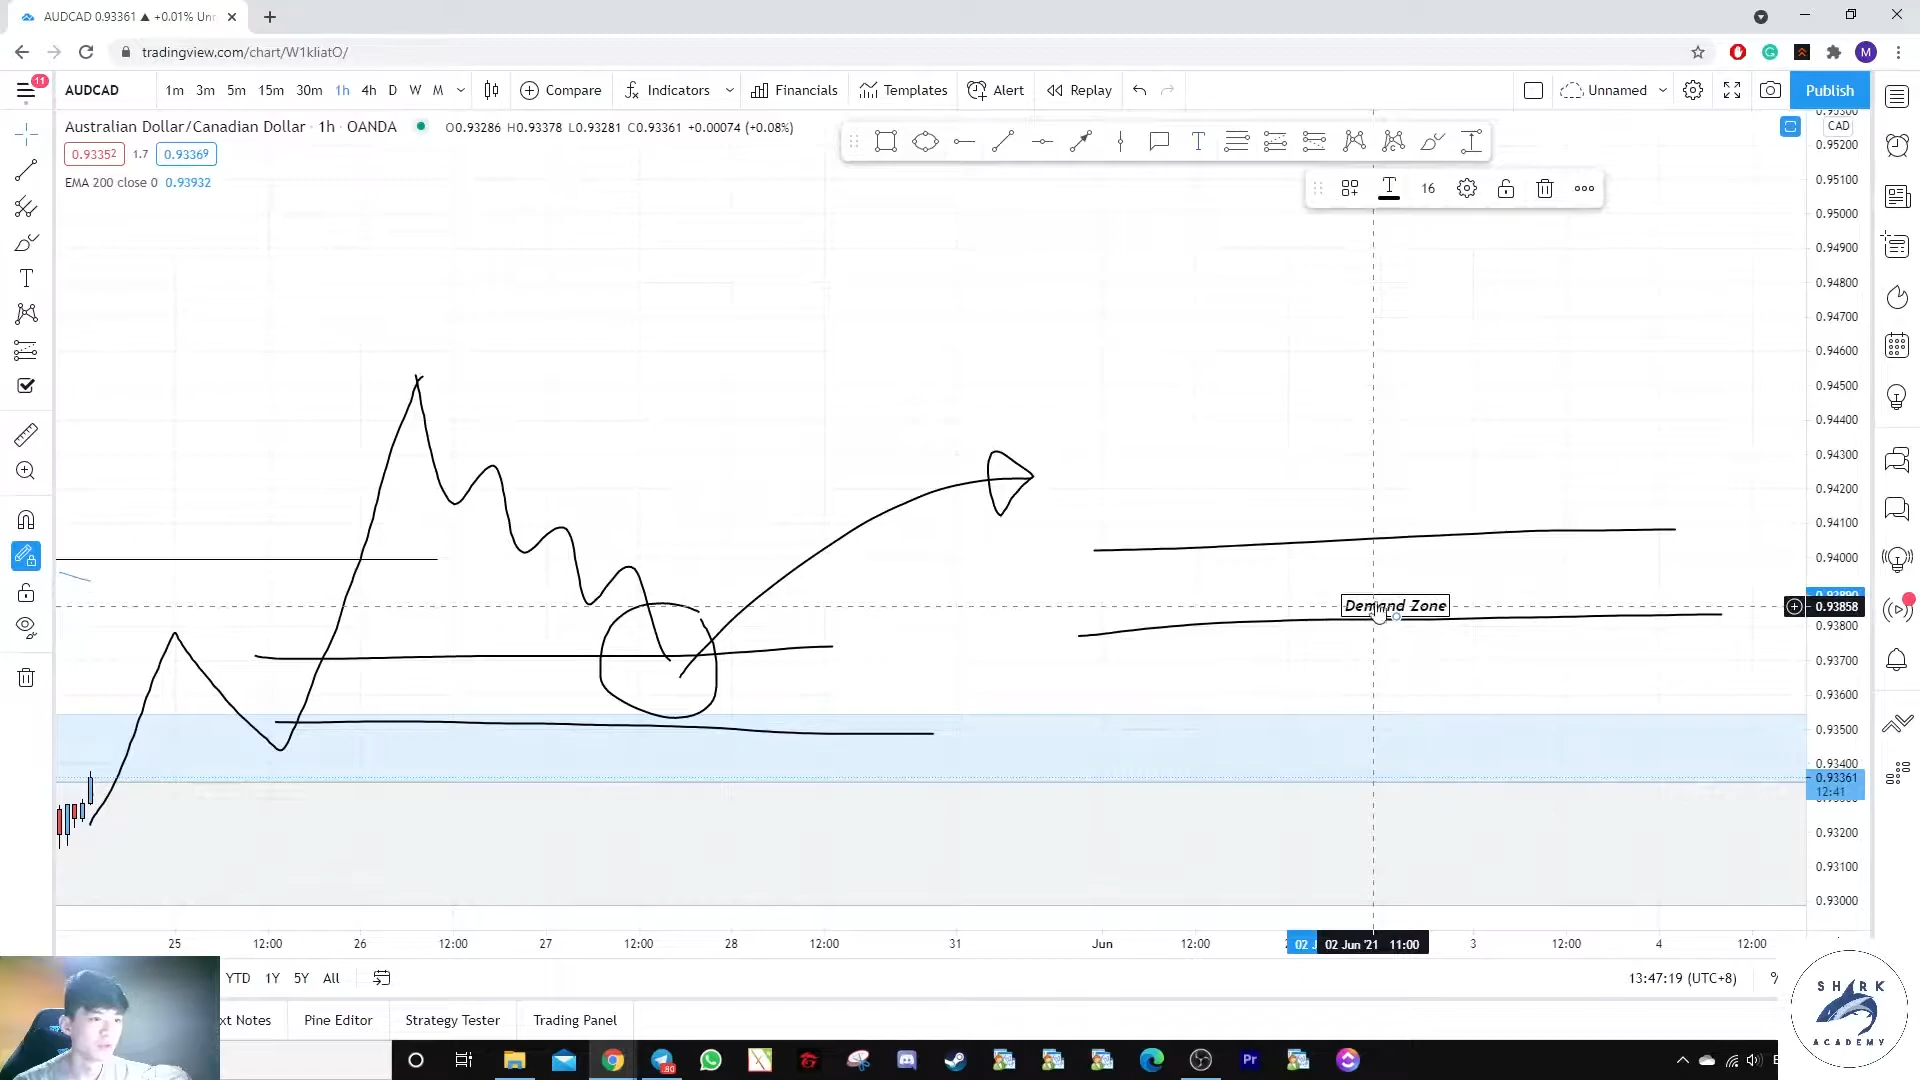 AUDCAD 0.93361 ▲ +0.01% Unn
tradingview.com/chart/W1kIiatO/
M
11
AUDCAD
1m 3m 5m 15m 30m 1h 4h D W M
Compare
Indicators
Financials
Templates
Alert
Replay
Unnamed
Publish
Australian Dollar/Canadian Dollar · 1h · OANDA
O0.93286 H0.93378 L0.93281 C0.93361 +0.00074 (+0.08%)
0.93352 1.7 0.93369
EMA 200 close 0 0.93932
T
T 16
CAD
0.95200
0.95100
0.95000
0.94900
0.94800
0.94700
0.94600
0.94500
0.94400
0.94300
0.94200
0.94100
0.94000
0.93858
0.93800
0.93700
0.93600
0.93500
0.93400
0.93361
12:41
0.93200
0.93100
0.93000
Demand Zone
25 12:00 26 12:00 27 12:00 28 12:00 31 Jun 12:00 02 J 02 Jun '21 11:00 3 12:00 4 12:00
YTD 1Y 5Y All
13:47:19 (UTC+8) %
xt Notes Pine Editor Strategy Tester Trading Panel
80
Pr
SHARK
ACADEMY